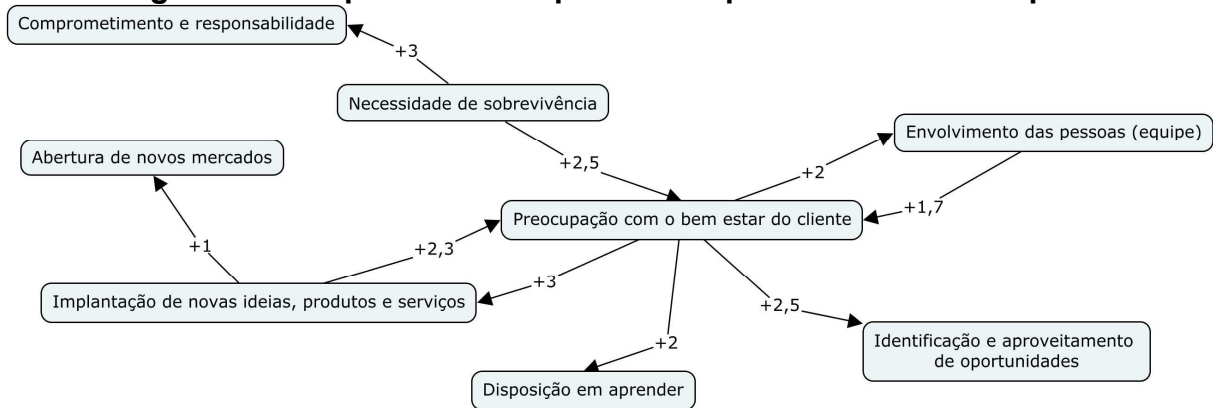 Comprometimento e responsabilidade
+3
Necessidade de sobrevivência
Envolvimento das pessoas (equipe)
Abertura de novos mercados
+2,5
+2
+1,7
Preocupação com o bem estar do cliente
+1
+2,3
+3
Implantação de novas ideias, produtos e serviços
+2,5
+2
Identificação e aproveitamento
de oportunidades
Disposição em aprender